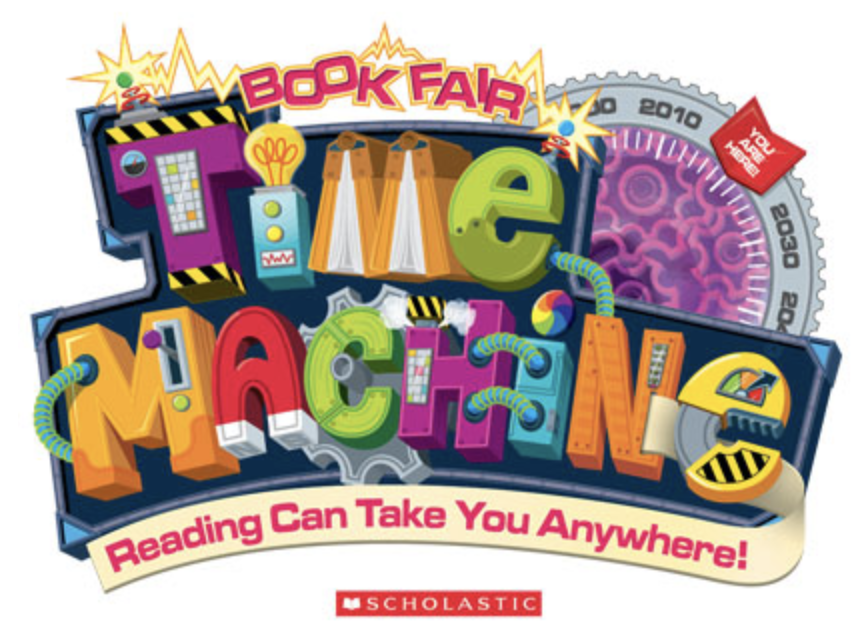 BOOK FAIR
2010
YOU
ARE
HERE!
TIMe
2030
MACHiNe
Reading Can Take You Anywhere!
SCHOLASTIC